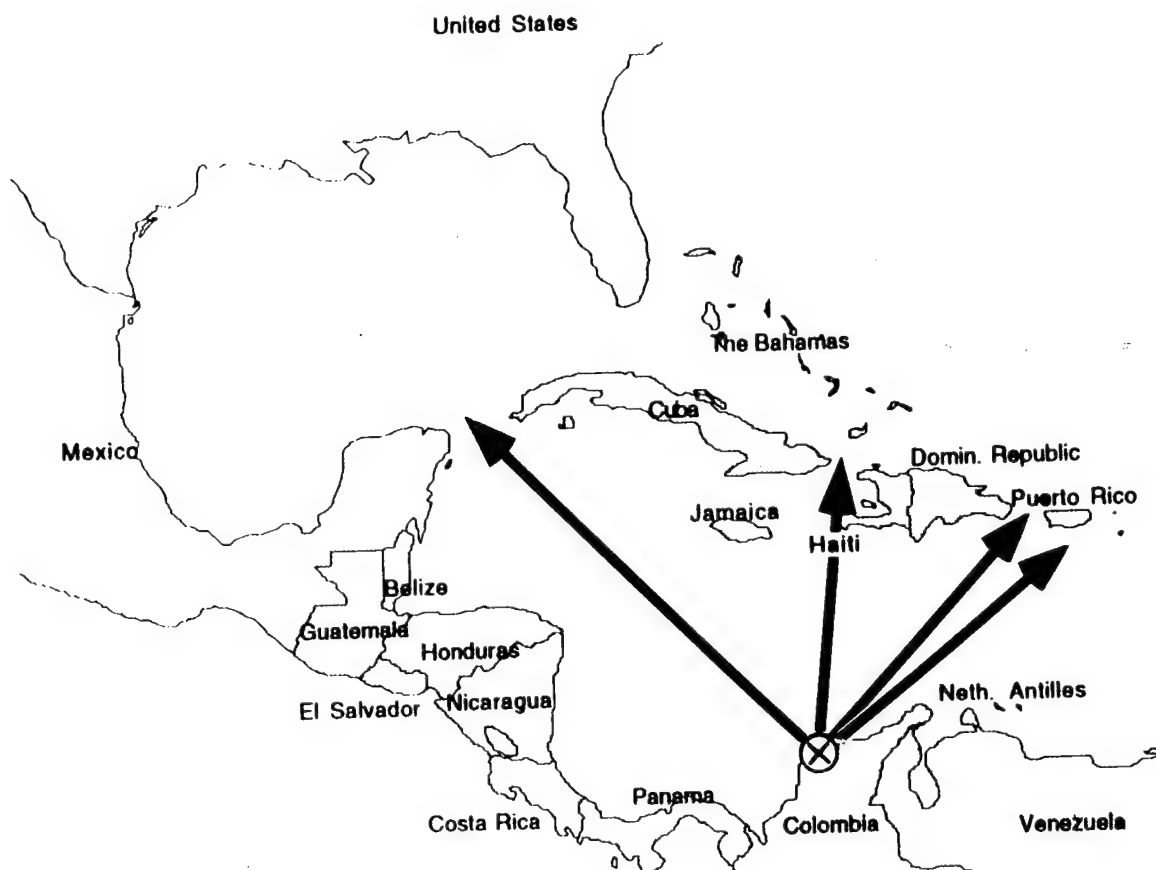 United States
The Bahamas
Cuba
Mexico
Domin. Republic
Puerto Rico
Jamaica
Haiti
Belize
Guatemala
Honduras
Neth. Antilles
El Salvador
Nicaragua
Panama
Costa Rica
Colombia
Venezuela